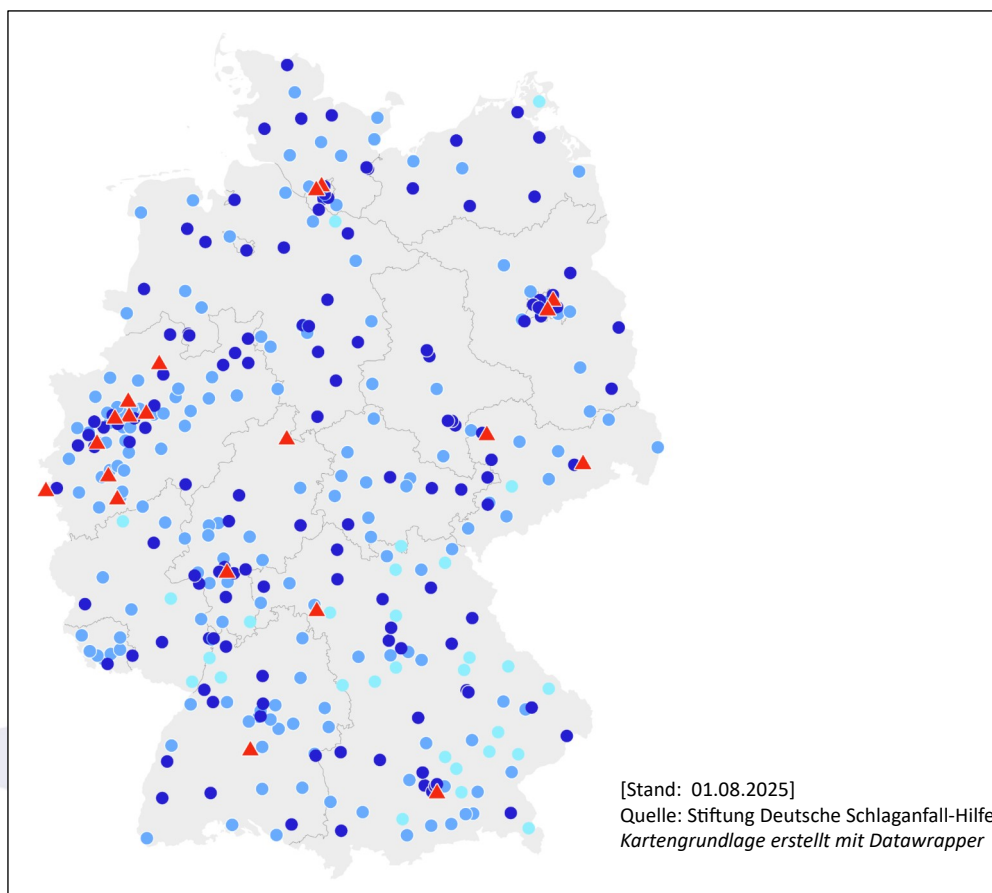 [Stand: 01.08.2025]
Quelle: Stiftung Deutsche Schlaganfall-Hilfe
Kartengrundlage erstellt mit Datawrapper